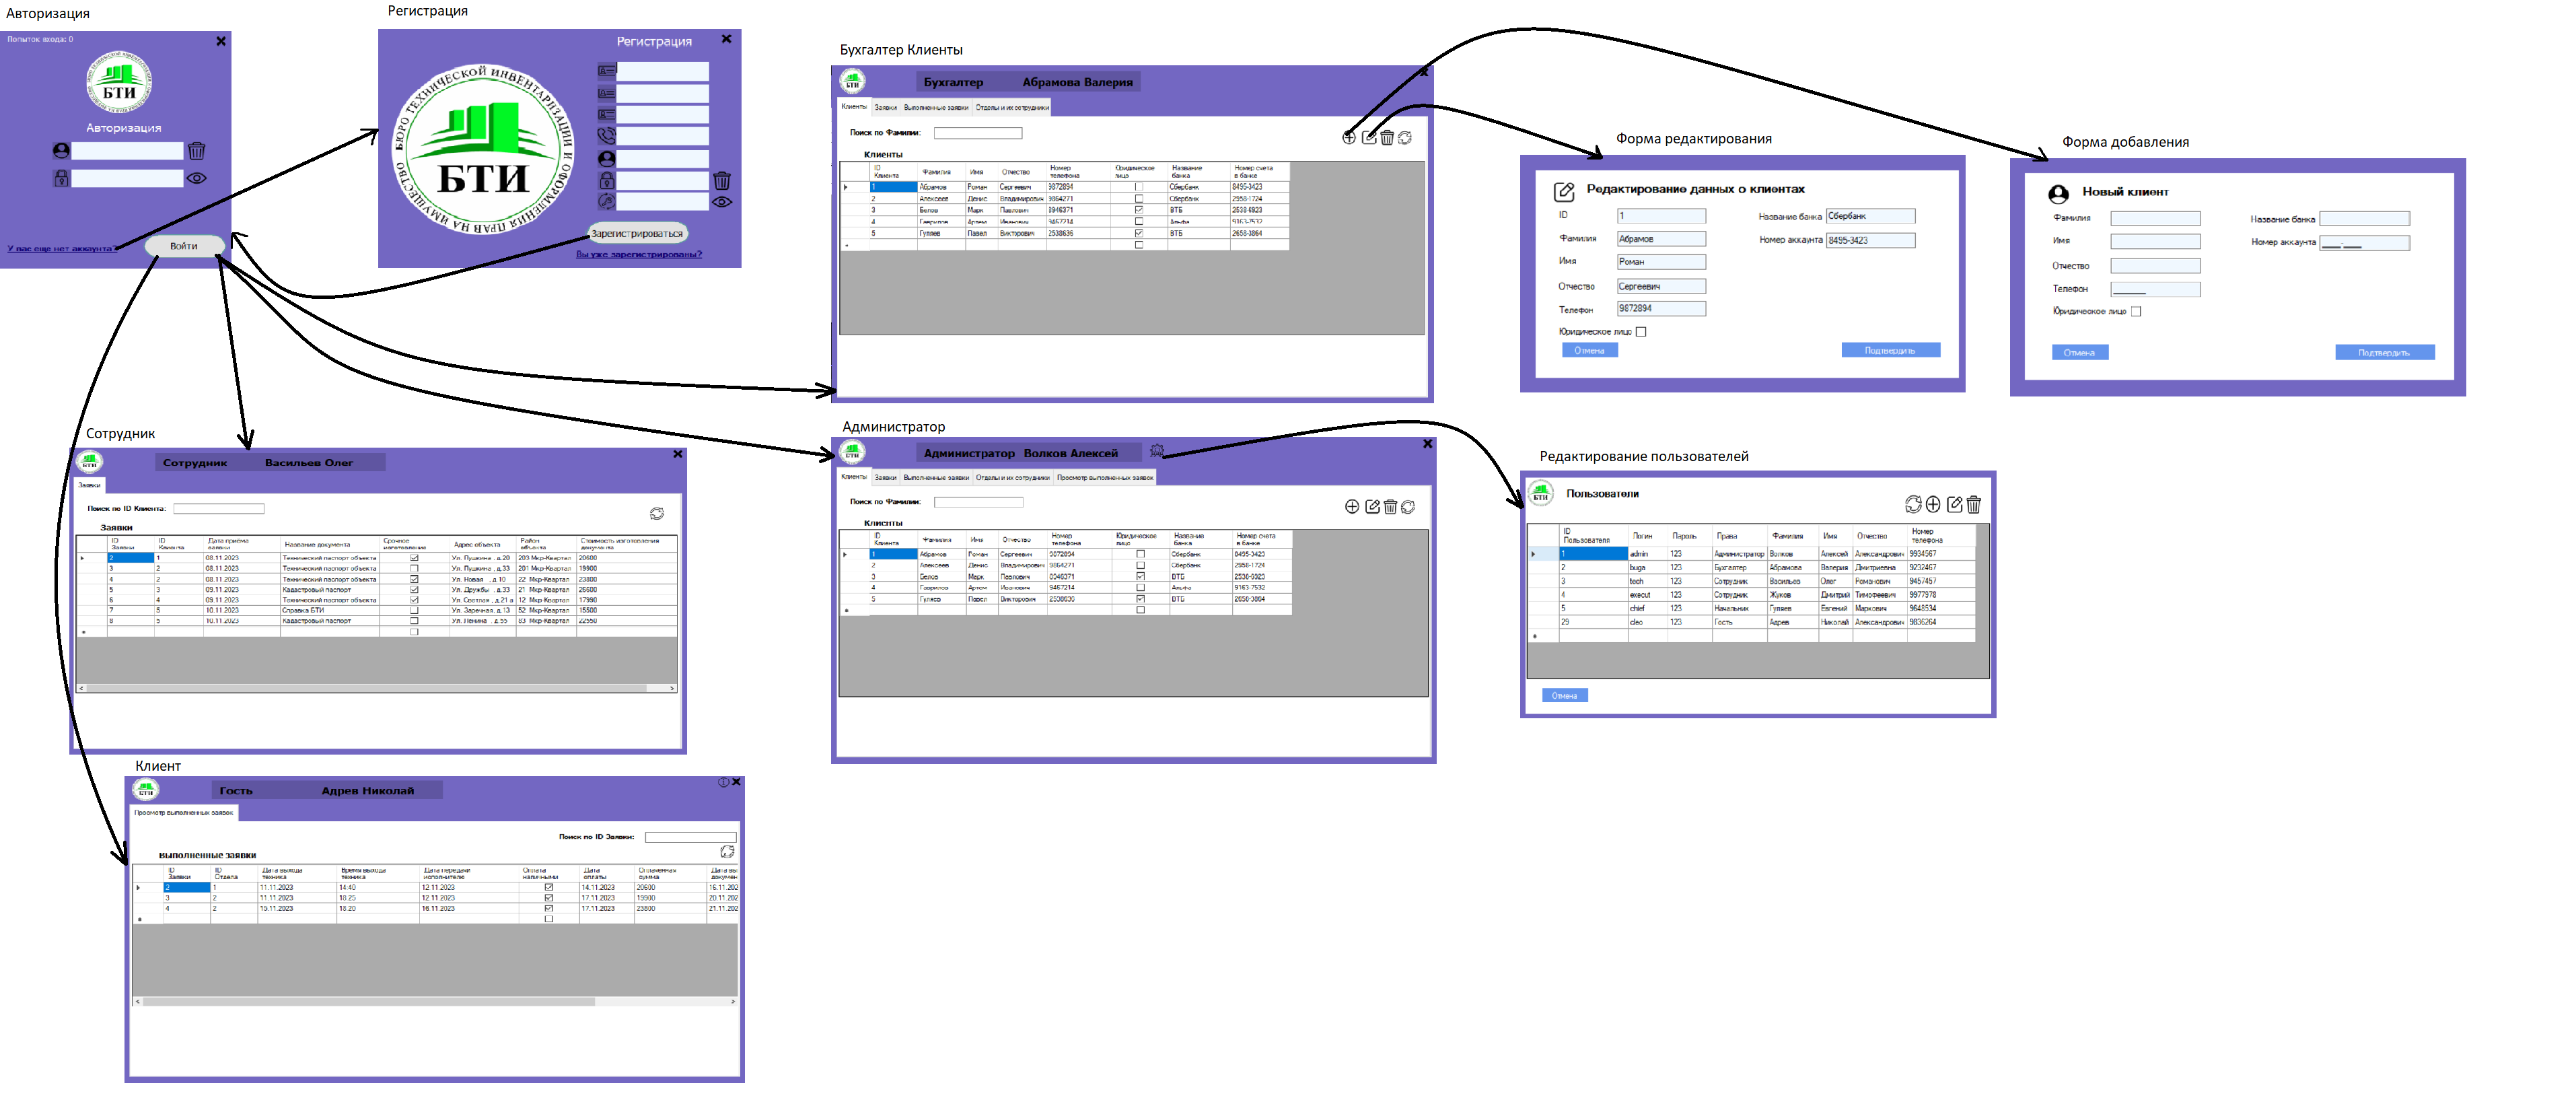 Авторизация
Попыток входа: 0
БТИ
Авторизация
У вас еще нет аккаунта?
Войти
Регистрация
Регистрация
БЮРО ТЕХНИЧЕСКОЙ ИНВЕНТАРИЗАЦИИ И ОФОРМЛЕНИЯ ПРАВ НА ИМУЩЕСТВО
БТИ
Зарегистрироваться
Вы уже зарегистрированы?
Бухгалтер Клиенты
БТИ
Бухгалтер Абрамова Валерия
Клиенты Заявки Выполненные заявки Отделы и их сотрудники
Поиск по Фамилии:
Клиенты
ID Клиента Фамилия Имя Отчество Номер телефона Юридическое лицо Название банка Номер счета в банке
1 Абрамов Роман Сергеевич 9872894 Сбербанк 8495-3423
2 Алексеев Денис Владимирович 9864271 Сбербанк 2958-1724
3 Белов Марк Павлович 8946371 ВТБ 2538-6923
4 Гаврилов Артем Иванович 9467214 Альфа 9163-7532
5 Гуляев Павел Викторович 2538636 ВТБ 2658-3864
Форма редактирования
Редактирование данных о клиентах
ID 1 Название банка Сбербанк
Фамилия Абрамов Номер аккаунта 8495-3423
Имя Роман
Отчество Сергеевич
Телефон 9872894
Юридическое лицо
Отмена Подтвердить
Форма добавления
Новый клиент
Фамилия Название банка
Имя Номер аккаунта ____-____
Отчество
Телефон _______
Юридическое лицо
Отмена Подтвердить
Сотрудник
БТИ
Сотрудник Васильев Олег
Заявки
Поиск по ID Клиента:
Заявки
ID Заявки ID Клиента Дата приёма заявки Название документа Срочное изготовление Адрес объекта Район объекта Стоимость изготовления документа
2 1 08.11.2023 Технический паспорт объекта Ул. Пушкина , д.20 203 Мкр-Квартал 20600
3 2 08.11.2023 Технический паспорт объекта Ул. Пушкина , д.33 201 Мкр-Квартал 19900
4 2 08.11.2023 Технический паспорт объекта Ул. Новая , д.10 22 Мкр-Квартал 23800
5 3 09.11.2023 Кадастровый паспорт Ул. Дружбы , д.33 21 Мкр-Квартал 26600
6 4 09.11.2023 Технический паспорт объекта Ул. Светлая , д.21 а 12 Мкр-Квартал 17990
7 5 10.11.2023 Справка БТИ Ул. Заречная, д.13 52 Мкр-Квартал 15500
8 5 10.11.2023 Кадастровый паспорт Ул. Ленина , д.55 83 Мкр-Квартал 22550
Администратор
БТИ
Администратор Волков Алексей
Клиенты Заявки Выполненные заявки Отделы и их сотрудники Просмотр выполненных заявок
Поиск по Фамилии:
Клиенты
ID Клиента Фамилия Имя Отчество Номер телефона Юридическое лицо Название банка Номер счета в банке
1 Абрамов Роман Сергеевич 9872894 Сбербанк 8495-3423
2 Алексеев Денис Владимирович 9864271 Сбербанк 2958-1724
3 Белов Марк Павлович 8946371 ВТБ 2538-6923
4 Гаврилов Артем Иванович 9467214 Альфа 9163-7532
5 Гуляев Павел Викторович 2538636 ВТБ 2658-3864
Редактирование пользователей
БТИ
Пользователи
ID Пользователя Логин Пароль Права Фамилия Имя Отчество Номер телефона
1 admin 123 Администратор Волков Алексей Александрович 9934567
2 buga 123 Бухгалтер Абрамова Валерия Дмитриевна 9232467
3 tech 123 Сотрудник Васильев Олег Романович 9457457
4 execut 123 Сотрудник Жуков Дмитрий Тимофеевич 9977978
5 chief 123 Начальник Гуляев Евгений Маркович 9648534
29 cleo 123 Гость Адрев Николай Александрович 9836264
Отмена
Клиент
БТИ
Гость Адрев Николай
Просмотр выполненных заявок
Поиск по ID Заявки:
Выполненные заявки
ID Заявки ID Отдела Дата выхода техника Время выхода техника Дата передачи исполнителю Оплата наличными Дата оплаты Оплаченная сумма Дата вы докумен
2 1 11.11.2023 14:40 12.11.2023 14.11.2023 20600 16.11.202
3 2 11.11.2023 18:25 12.11.2023 17.11.2023 19900 20.11.202
4 2 15.11.2023 18:20 16.11.2023 17.11.2023 23800 21.11.202